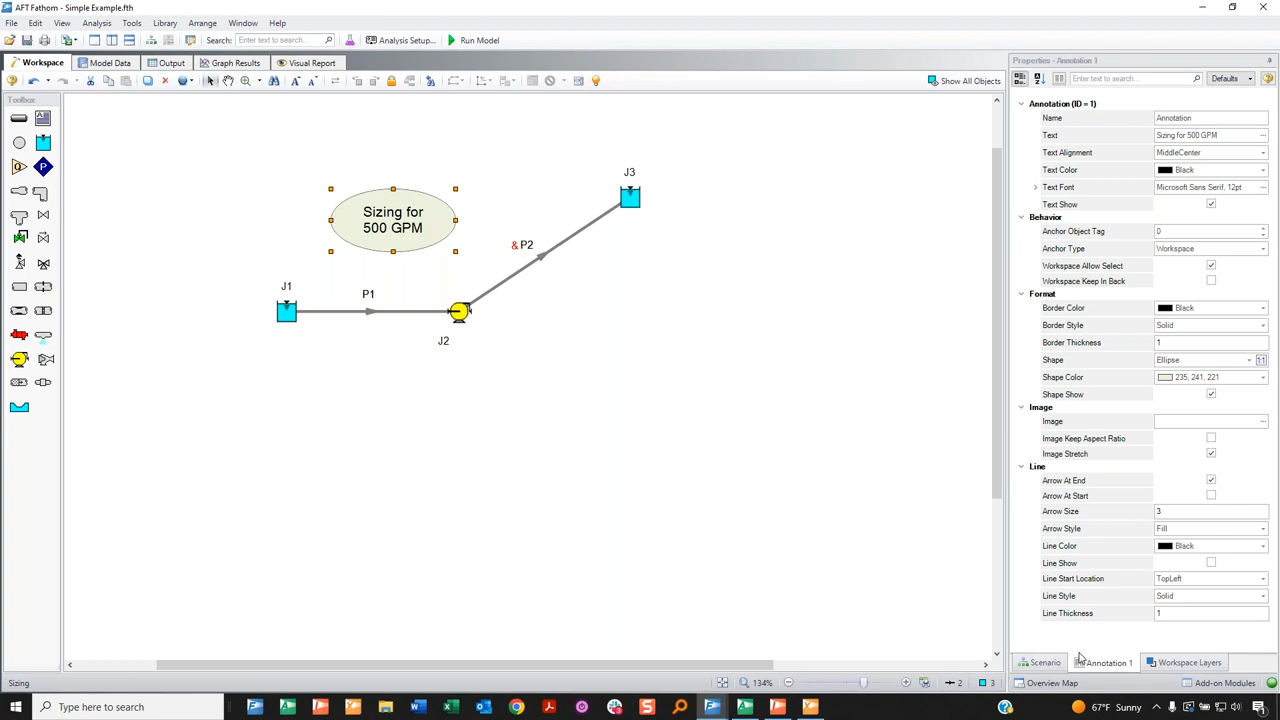 AFT Fathom - Simple Example.fth
File Edit View Analysis Tools Library Arrange Window Help
Search: Enter text to search... Analysis Setup... Run Model
Workspace Model Data Output Graph Results Visual Report
Show All Objects
Toolbox
Sizing for
500 GPM
J1
P1
J2
& P2
J3
Properties - Annotation 1
Enter text to search... Defaults
Annotation (ID = 1)
Name Annotation
Text Sizing for 500 GPM
Text Alignment MiddleCenter
Text Color Black
Text Font Microsoft Sans Serif, 12pt
Text Show
Behavior
Anchor Object Tag 0
Anchor Type Workspace
Workspace Allow Select
Workspace Keep In Back
Format
Border Color Black
Border Style Solid
Border Thickness 1
Shape Ellipse 1:1
Shape Color 235, 241, 221
Shape Show
Image
Image
Image Keep Aspect Ratio
Image Stretch
Line
Arrow At End
Arrow At Start
Arrow Size 3
Arrow Style Fill
Line Color Black
Line Show
Line Start Location TopLeft
Line Style Solid
Line Thickness 1
Scenario Annotation 1 Workspace Layers
Sizing 134% 2 3 Overview Map Add-on Modules
Type here to search 67°F Sunny